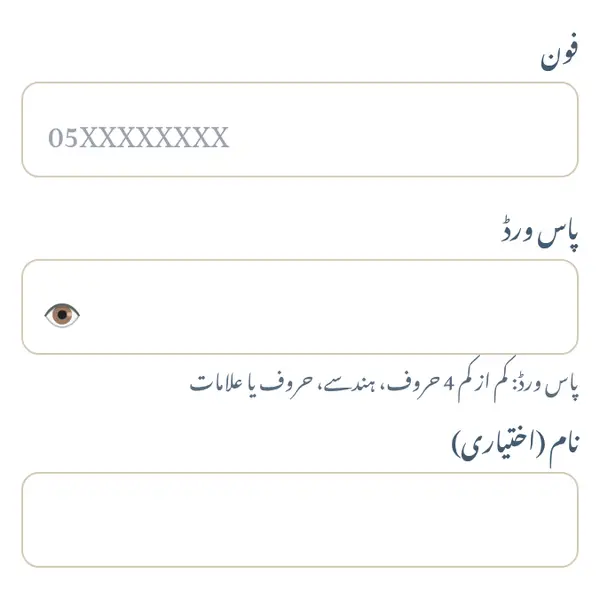 فون
05XXXXXXXX
پاس ورڈ
پاس ورڈ: کم از کم 4 حروف، ہندسے، حروف یا علامات
نام (اختیاری)